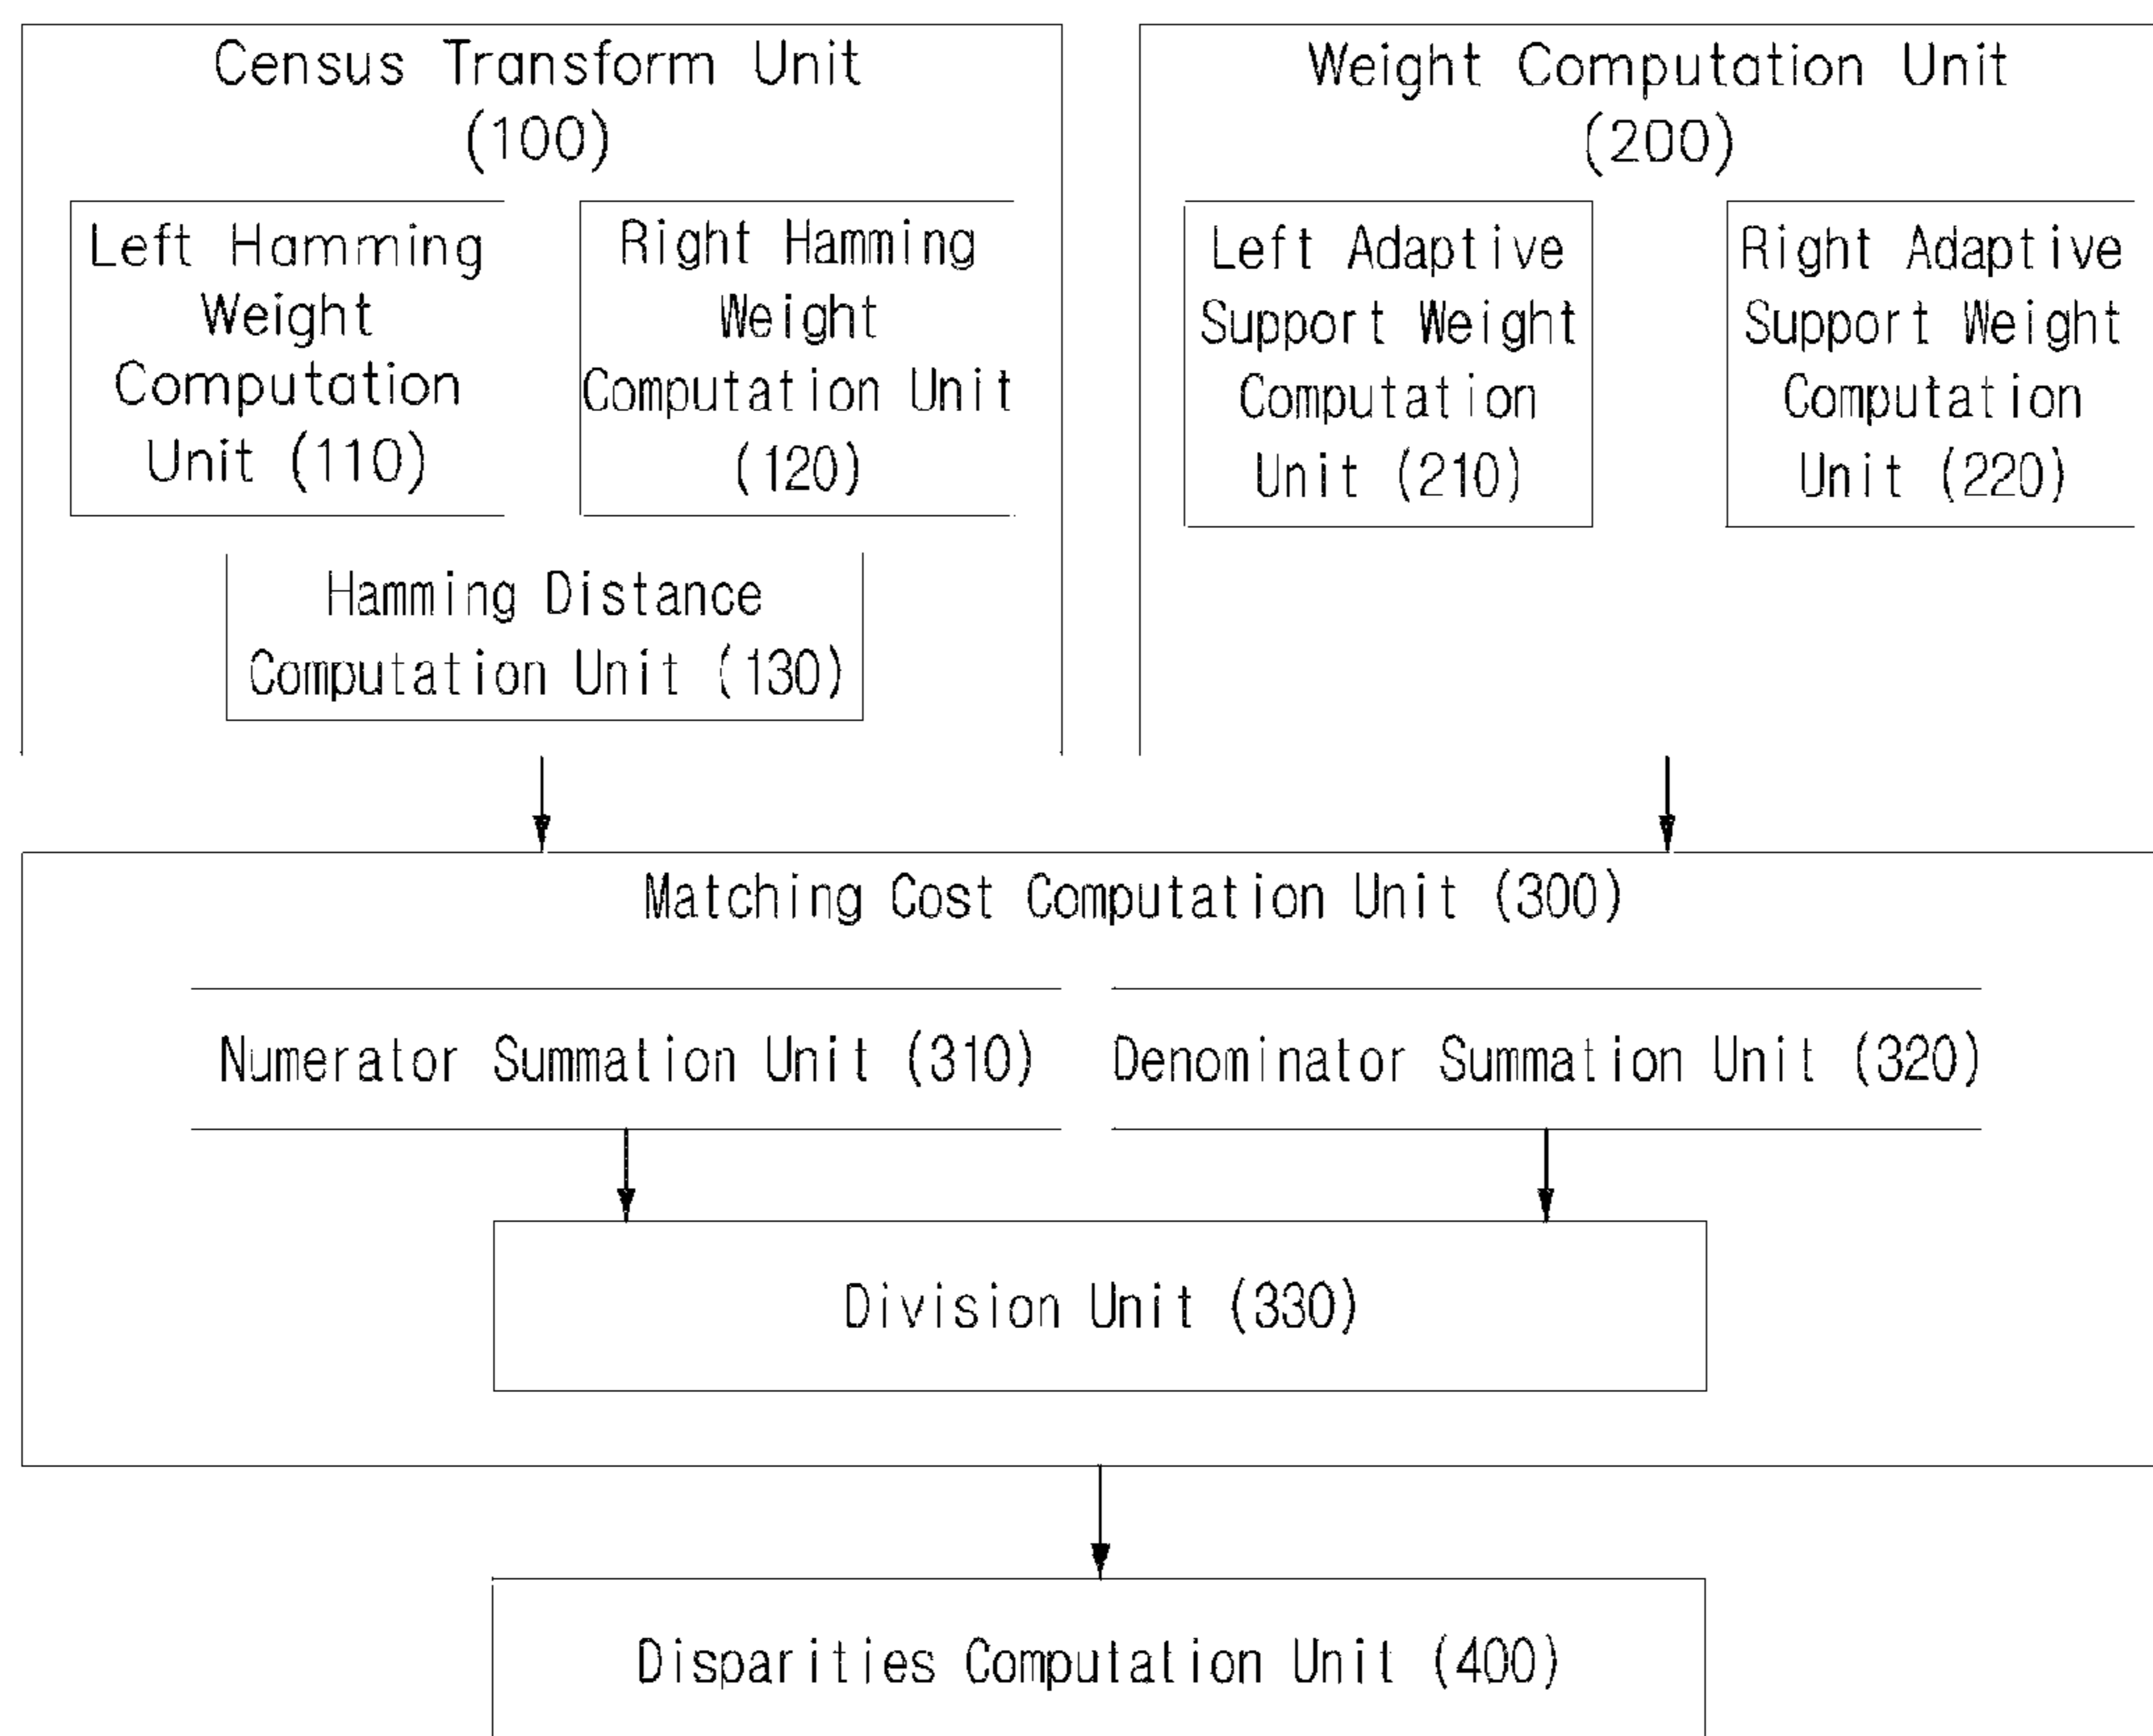 Census Transform Unit
(100)
Left Hamming
Weight
Computation
Unit (110)
Right Hamming
Weight
Computation Unit
(120)
Hamming Distance
Computation Unit (130)
Weight Computation Unit
(200)
Left Adaptive
Support Weight
Computation
Unit (210)
Right Adaptive
Support Weight
Computation
Unit (220)
Matching Cost Computation Unit (300)
Numerator Summation Unit (310)
Denominator Summation Unit (320)
Division Unit (330)
Disparities Computation Unit (400)